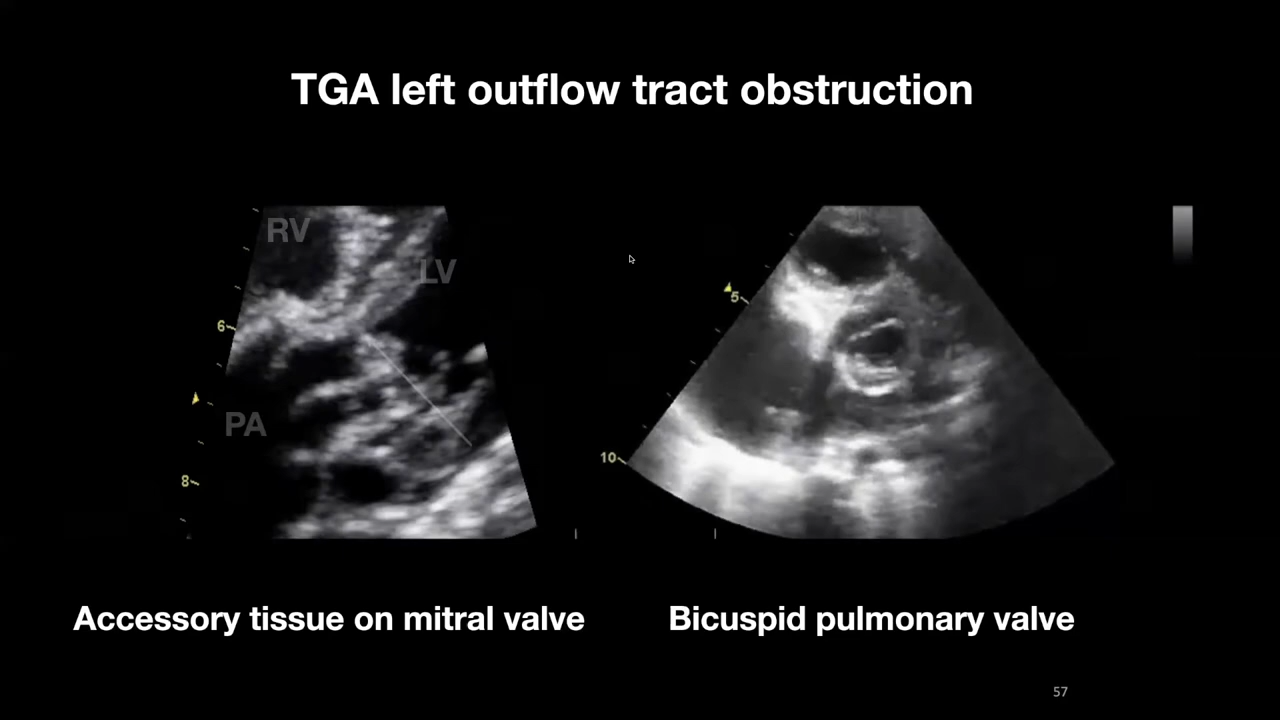 TGA left outflow tract obstruction
RV
LV
PA
6
8
5
10
Accessory tissue on mitral valve
Bicuspid pulmonary valve
57